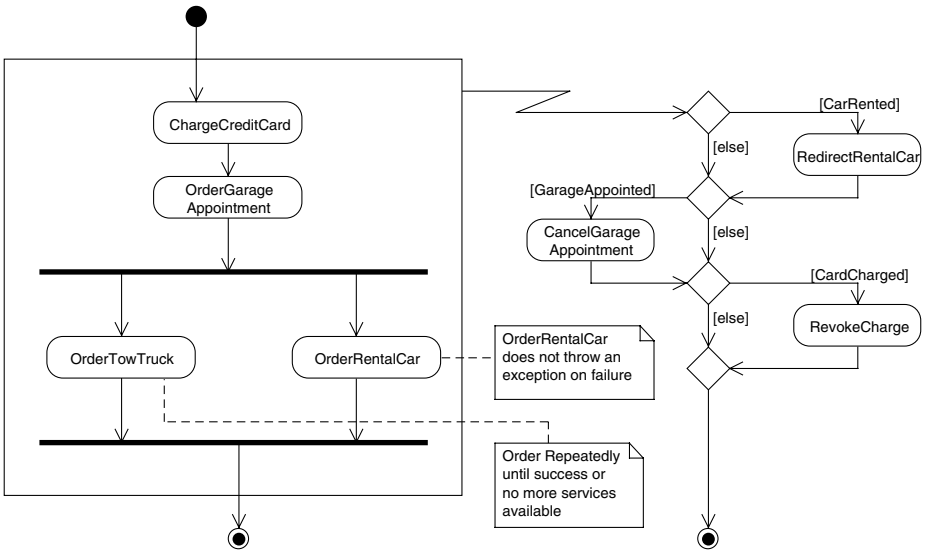 ChargeCreditCard
OrderGarage
Appointment
OrderTowTruck
OrderRentalCar
OrderRentalCar
does not throw an
exception on failure
Order Repeatedly
until success or
no more services
available
[CarRented]
RedirectRentalCar
[else]
[GarageAppointed]
CancelGarage
Appointment
[else]
[CardCharged]
RevokeCharge
[else]